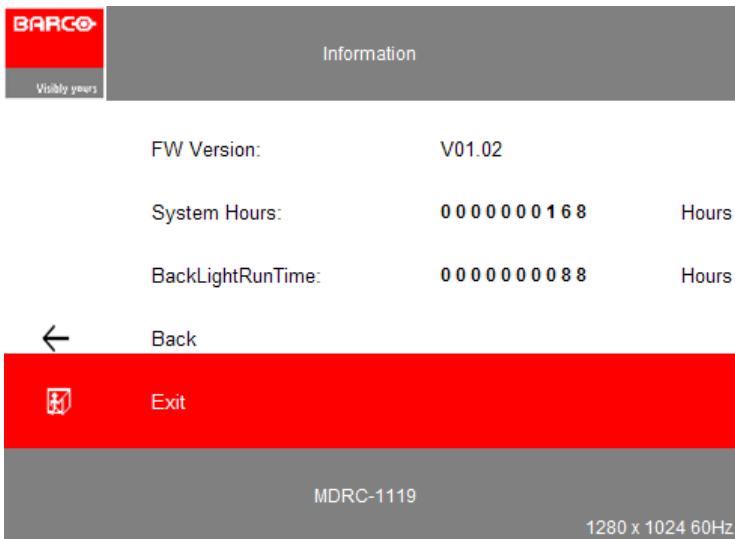 BARCO
Visibly yours
Information
FW Version: V01.02
System Hours: 0000000168 Hours
BackLightRunTime: 0000000088 Hours
Back
Exit
MDRC-1119
1280 x 1024 60Hz